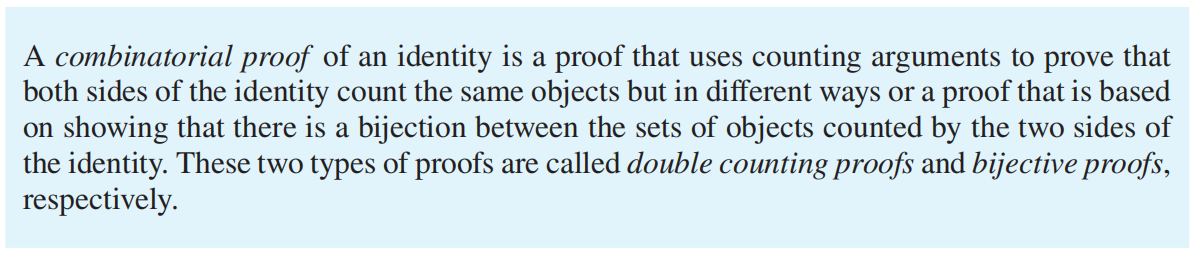 A combinatorial proof of an identity is a proof that uses counting arguments to prove that
both sides of the identity count the same objects but in different ways or a proof that is based
on showing that there is a bijection between the sets of objects counted by the two sides of
the identity. These two types of proofs are called double counting proofs and bijective proofs,
respectively.